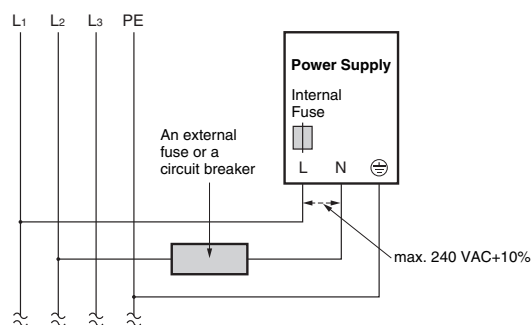 L1 L2 L3 PE
Power Supply
Internal
Fuse
An external
fuse or a
circuit breaker
L N
max. 240 VAC+10%